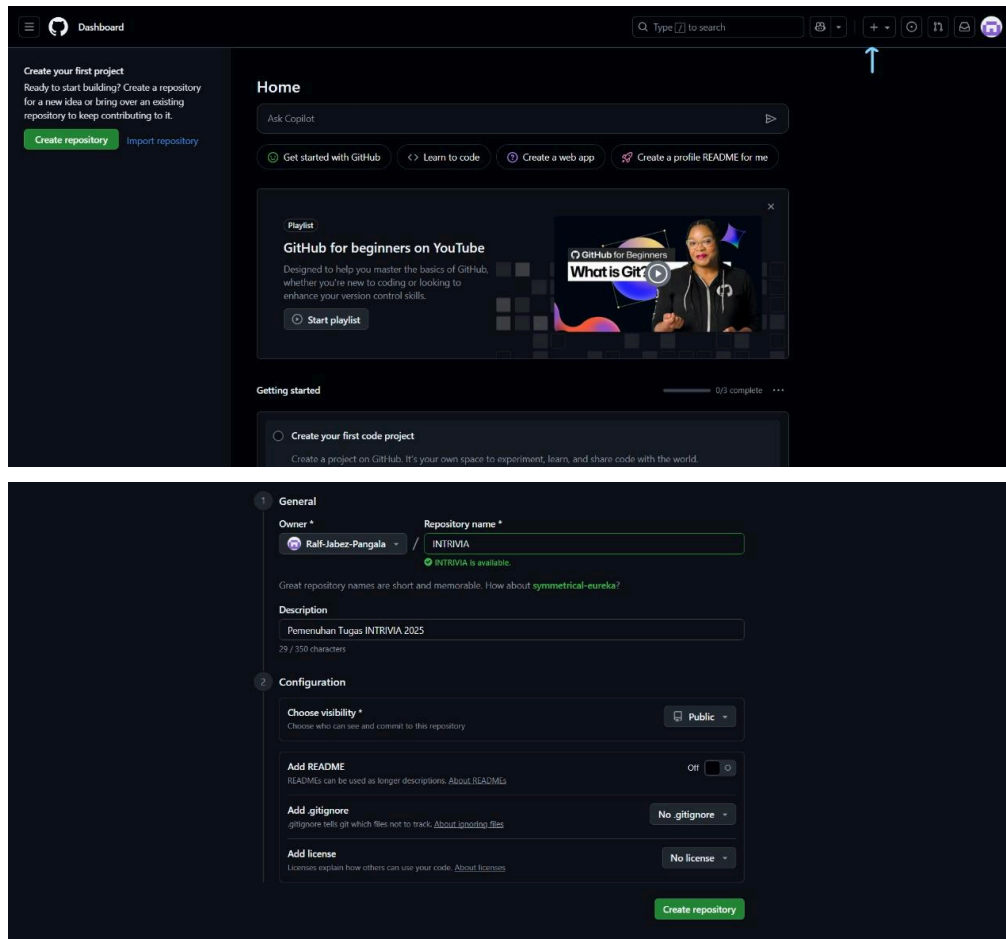 Dashboard
Type / to search
Create your first project
Ready to start building? Create a repository
for a new idea or bring over an existing
repository to keep contributing to it.
Create repository Import repository
Home
Ask Copilot
Get started with GitHub <> Learn to code Create a web app Create a profile README for me
Playlist
GitHub for beginners on YouTube
Designed to help you master the basics of GitHub,
whether you're new to coding or looking to
enhance your version control skills.
Start playlist
GitHub for Beginners
What is Git?
Getting started
0/3 complete
Create your first code project
Create a project on GitHub. It's your own space to experiment, learn, and share code with the world.
1 General
Owner * Repository name *
Ralf-Jabez-Pangala / INTRIVIA
INTRIVIA is available.
Great repository names are short and memorable. How about symmetrical-eureka?
Description
Pemenuhan Tugas INTRIVIA 2025
29 / 350 characters
2 Configuration
Choose visibility *
Choose who can see and commit to this repository
Public
Add README
READMEs can be used as longer descriptions. About READMEs
Off
Add .gitignore
.gitignore tells git which files not to track. About ignoring files
No .gitignore
Add license
Licenses explain how others can use your code. About licenses
No license
Create repository